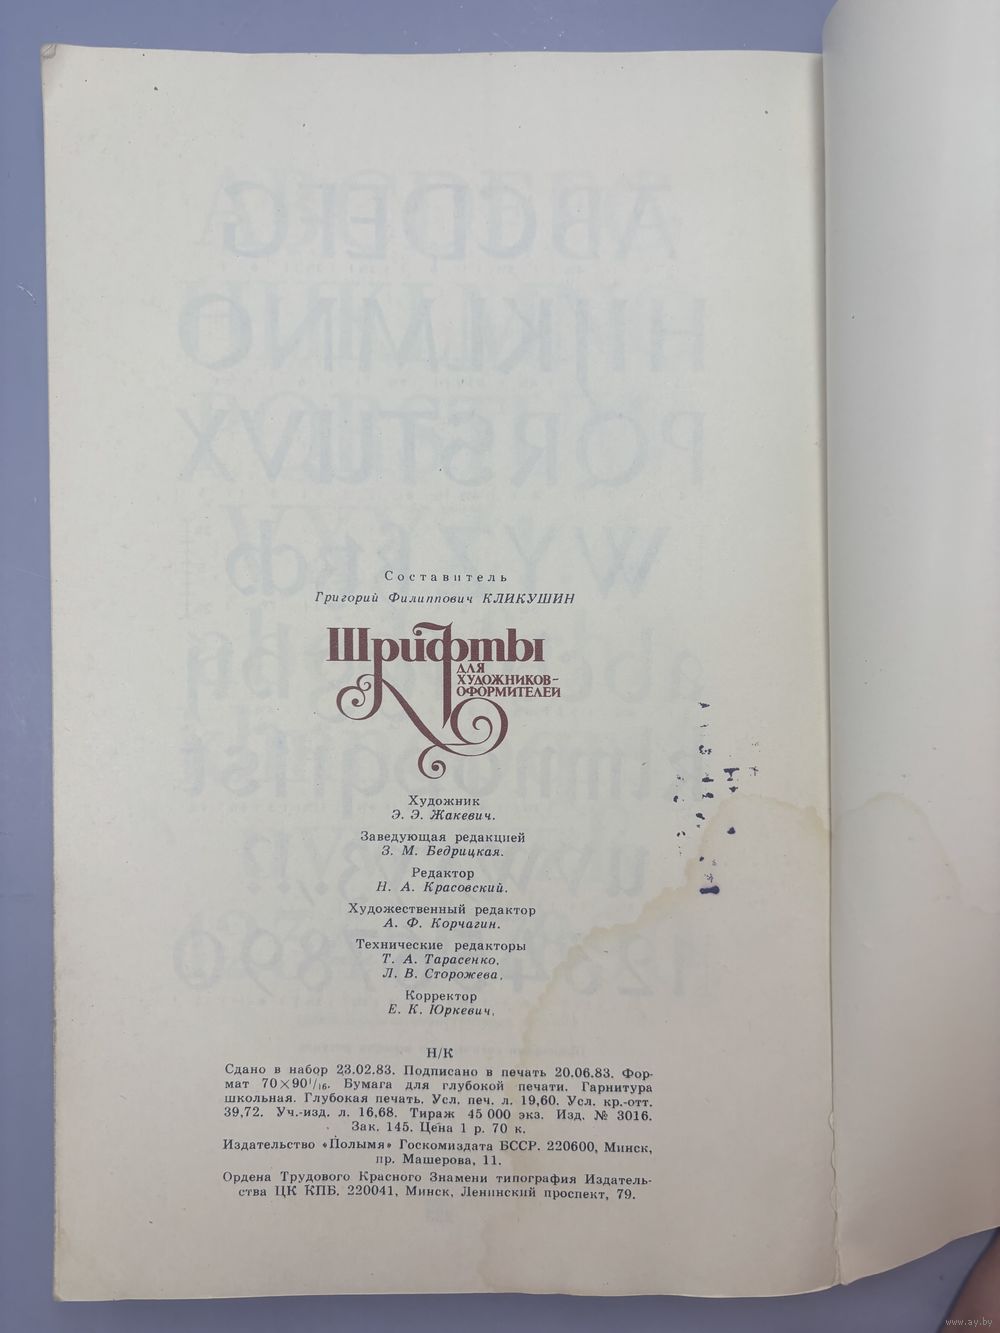 Составитель
Григорий Филиппович КЛИКУШИН
Шрифты
ДЛЯ
ХУДОЖНИКОВ-
ОФОРМИТЕЛЕЙ
Художник
Э. Э. Жакевич.
Заведующая редакцией
З. М. Бедрицкая.
Редактор
Н. А. Красовский.
Художественный редактор
А. Ф. Корчагин.
Технические редакторы
Т. А. Тарасенко,
Л. В. Сторожева.
Корректор
Е. К. Юркевич.
Н/К
Сдано в набор 23.02.83. Подписано в печать 20.06.83. Фор-
мат 70×90¹/₁₆. Бумага для глубокой печати. Гарнитура
школьная. Глубокая печать. Усл. печ. л. 19,60. Усл. кр.-отт.
39,72. Уч.-изд. л. 16,68. Тираж 45 000 экз. Изд. № 3016.
Зак. 145. Цена 1 р. 70 к.
Издательство «Полымя» Госкомиздата БССР. 220600, Минск,
пр. Машерова, 11.
Ордена Трудового Красного Знамени типография Издатель-
ства ЦК КПБ. 220041, Минск, Ленинский проспект, 79.
www.ay.by